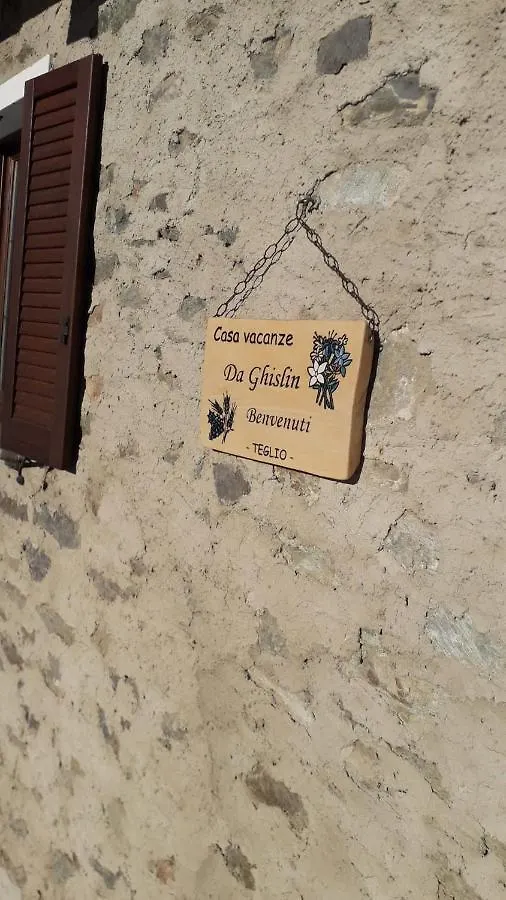 Casa vacanze
Da Ghislin
Benvenuti
- TEGLIO -